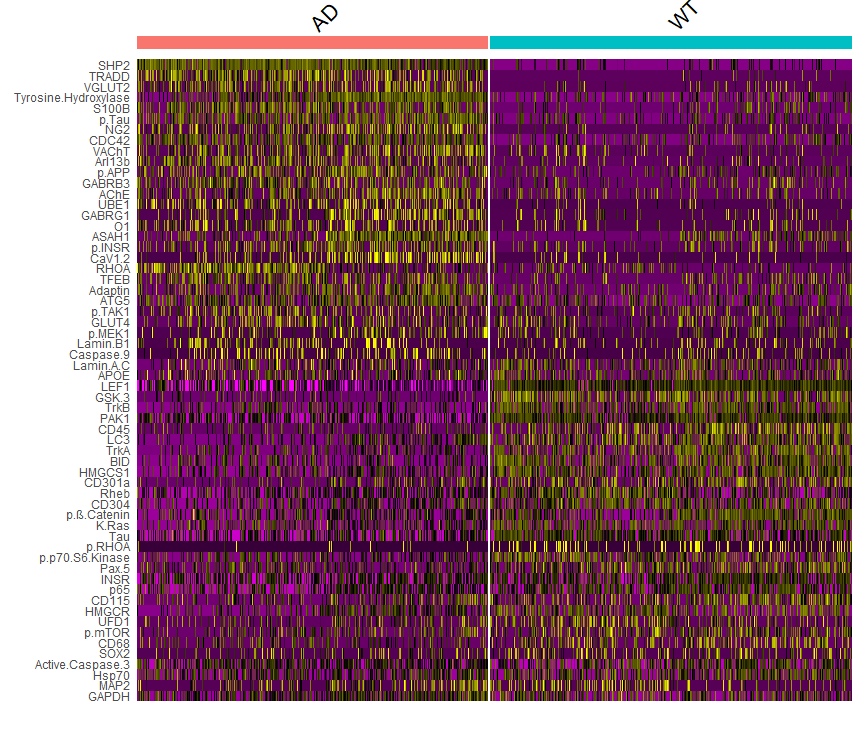 AD
WT
SHP2
TRADD
VGLUT2
Tyrosine.Hydroxylase
S100B
p.Tau
NG2
CDC42
VAChT
Arl13b
p.APP
GABRB3
AChE
UBE1
GABRG1
O1
ASAH1
p.INSR
CaV1.2
RHOA
TFEB
Adaptin
ATG5
p.TAK1
GLUT4
p.MEK1
Lamin.B1
Caspase.9
Lamin.A.C
APOE
LEF1
GSK.3
TrkB
PAK1
CD45
LC3
TrkA
BID
HMGCS1
CD301a
Rheb
CD304
p.ß.Catenin
K.Ras
Tau
p.RHOA
p.p70.S6.Kinase
Pax.5
INSR
p65
CD115
HMGCR
UFD1
p.mTOR
CD68
SOX2
Active.Caspase.3
Hsp70
MAP2
GAPDH